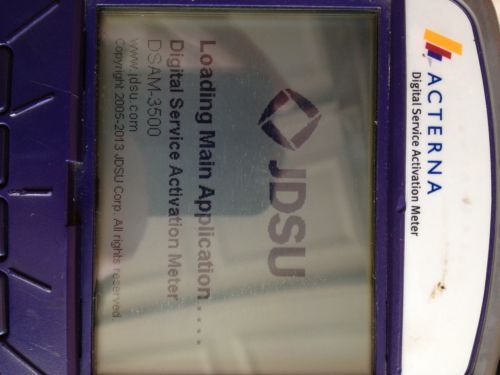 ACTERNA
Digital Service Activation Meter
JDSU
Loading Main Application.....
Digital Service Activation Meter
DSAM-3500
www.jdsu.com
Copyright 2005-2013 JDSU Corp. All rights reserved.